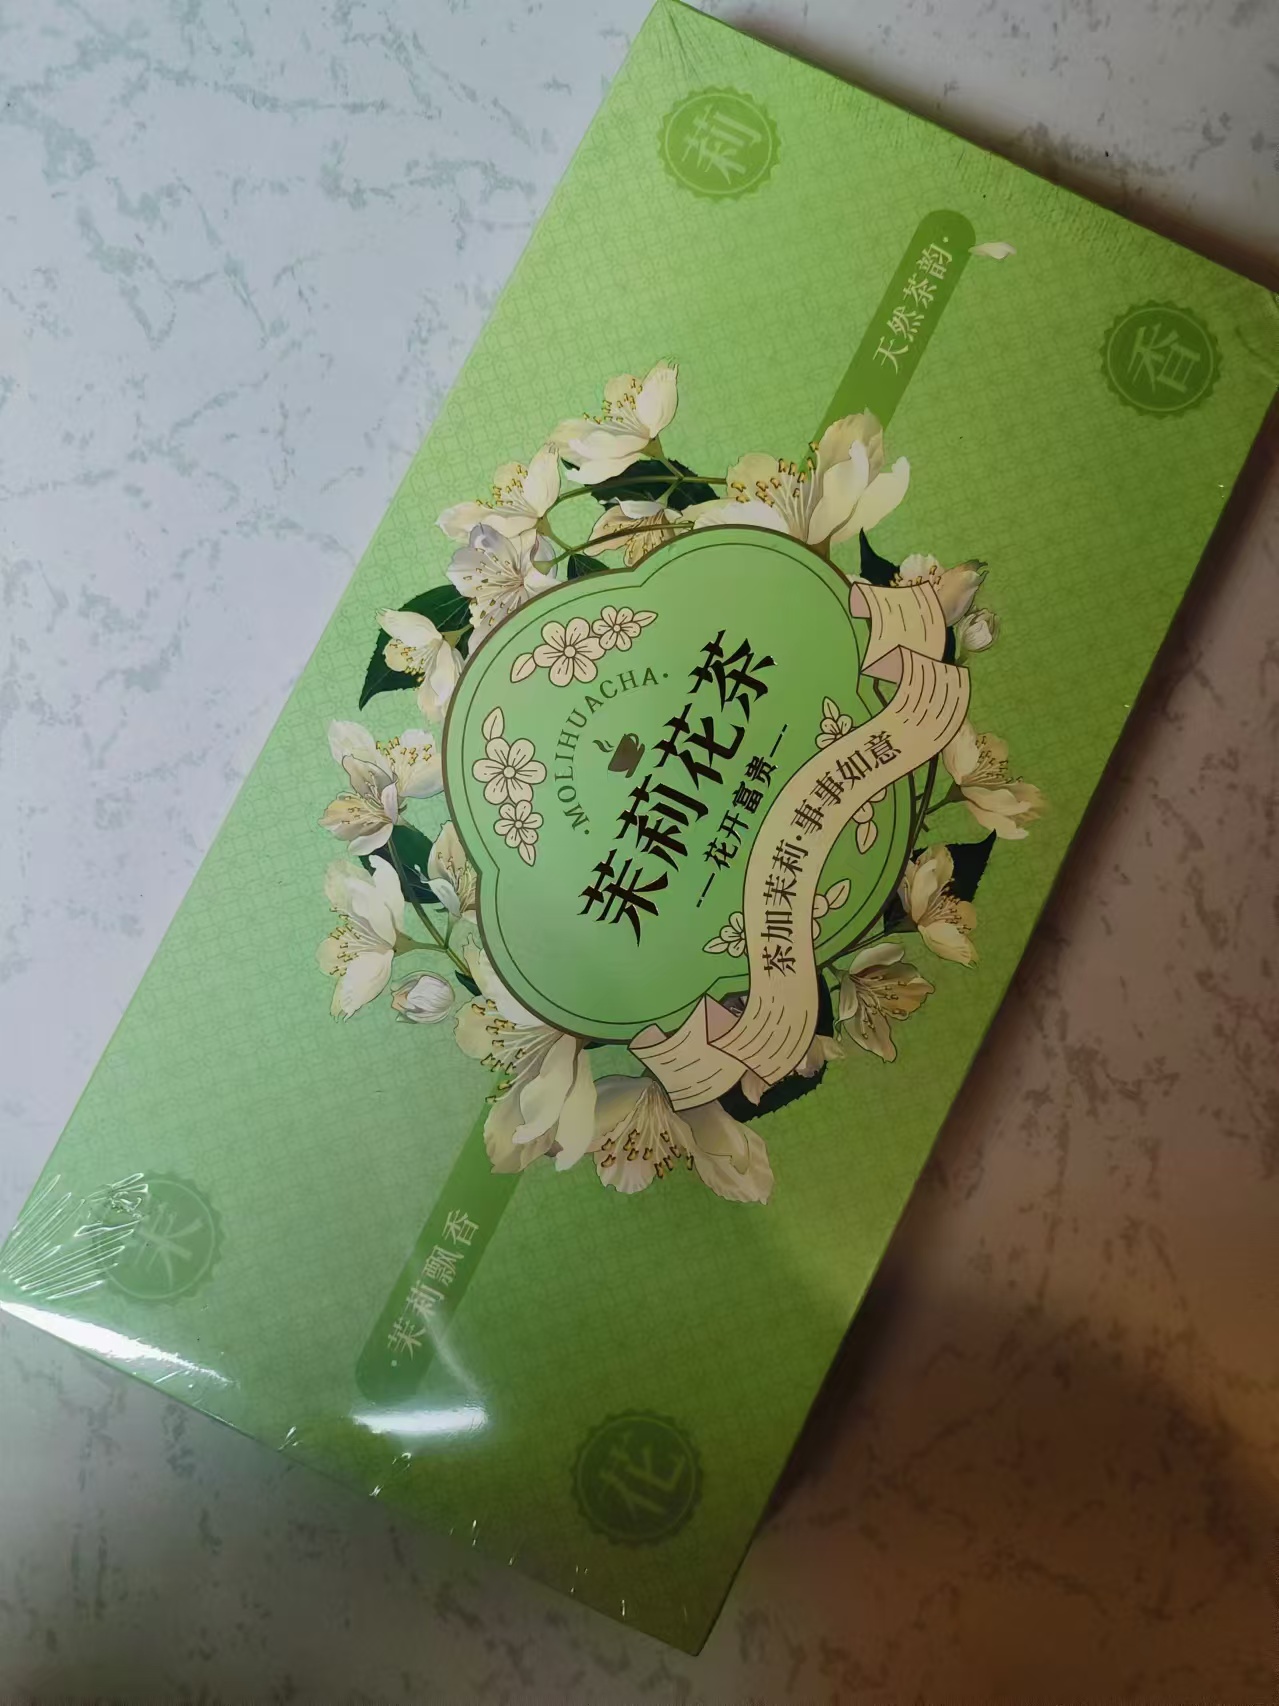 茉
莉
花
香
·茉莉飘香
天然茶韵·
·MOLIHUACHA·
茉莉花茶
花开富贵
茶加茉莉·事事如意